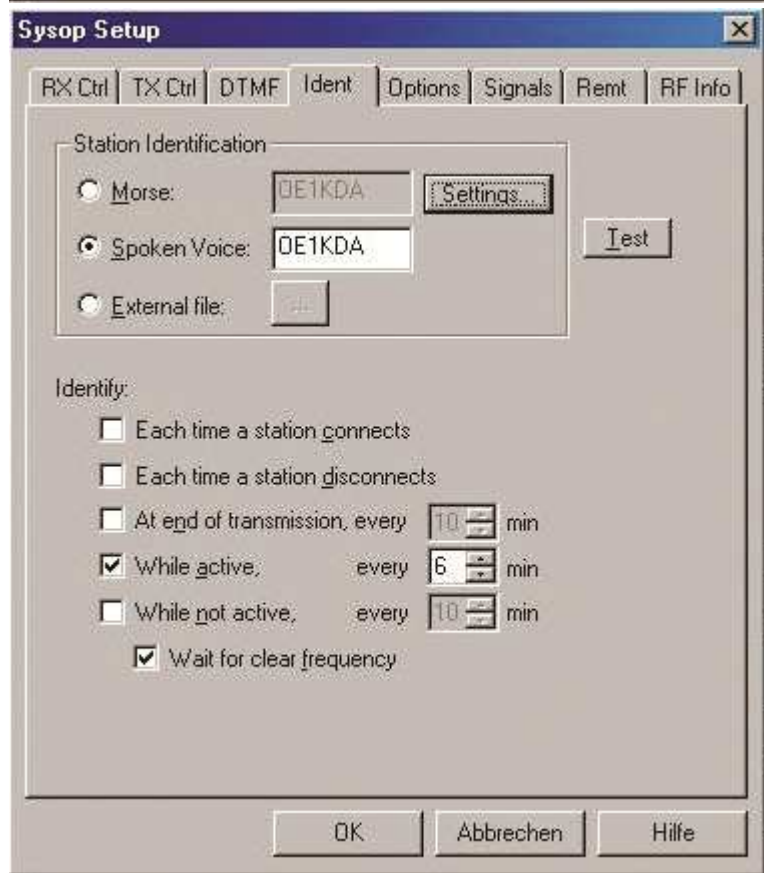 Sysop Setup
RX Ctrl TX Ctrl DTMF Ident Options Signals Remt RF Info
Station Identification
Morse: OE1KDA Settings...
Spoken Voice: OE1KDA
Test
External file: ...
Identify:
Each time a station connects
Each time a station disconnects
At end of transmission, every 10 min
While active, every 6 min
While not active, every 10 min
Wait for clear frequency
OK Abbrechen Hilfe